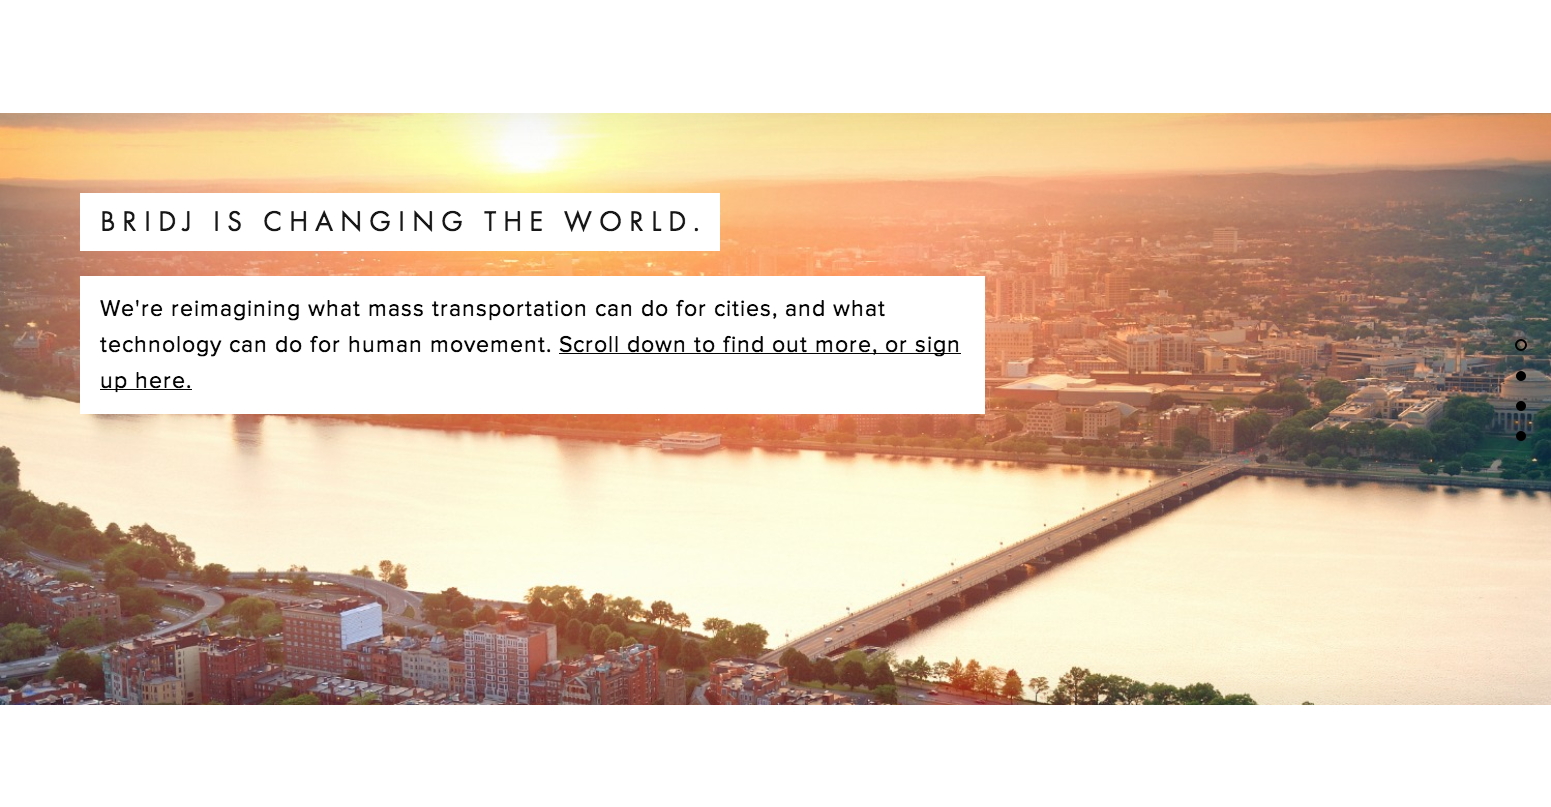 BRIDJ IS CHANGING THE WORLD.
We're reimagining what mass transportation can do for cities, and what
technology can do for human movement. Scroll down to find out more, or sign
up here.